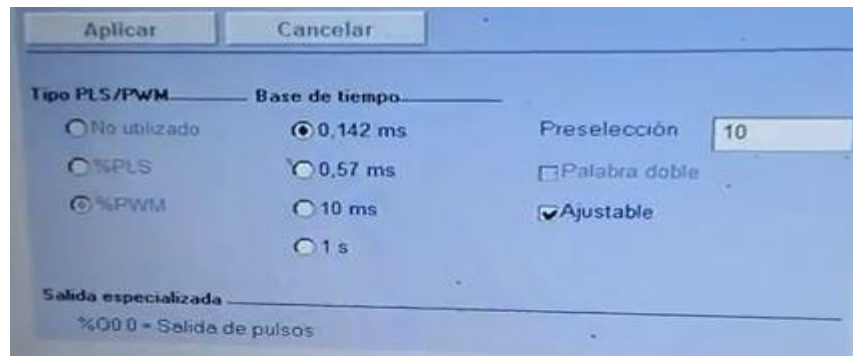 Aplicar Cancelar
Tipo PLS/PWM Base de tiempo
No utilizado 0,142 ms Preselección 10
%PLS 0,57 ms Palabra doble
%PWM 10 ms Ajustable
1 s
Salida especializada
%Q0.0 = Salida de pulsos